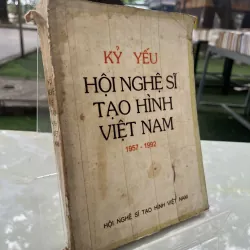 KỶ YẾU
HỘI NGHỆ SĨ
TẠO HÌNH
VIỆT NAM
1957 - 1992
HỘI NGHỆ SĨ TẠO HÌNH VIỆT NAM